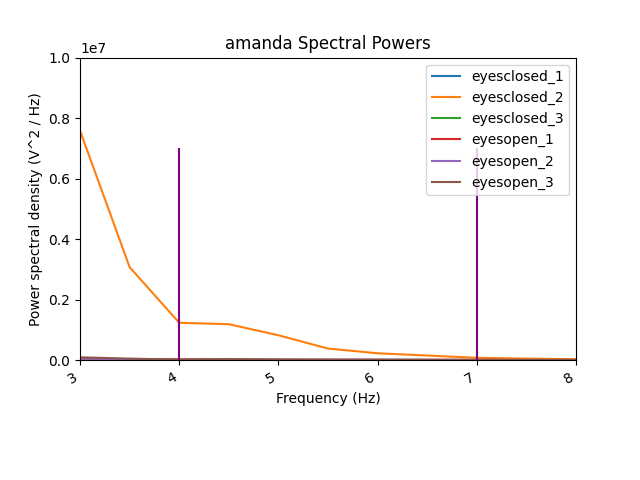 amanda Spectral Powers
1e7
1.0
0.8
0.6
0.4
0.2
0.0
Power spectral density (V^2 / Hz)
eyesclosed_1
eyesclosed_2
eyesclosed_3
eyesopen_1
eyesopen_2
eyesopen_3
3
4
5
6
7
8
Frequency (Hz)